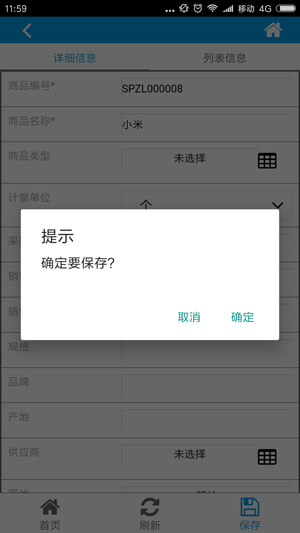 11:59 ... 移动 4G
详细信息 列表信息
商品编号* SPZL000008
商品名称* 小米
商品类型 未选择
计量单位 个
提示
确定要保存?
取消 确定
规格
品牌
产地
供应商 未选择
首页 刷新 保存